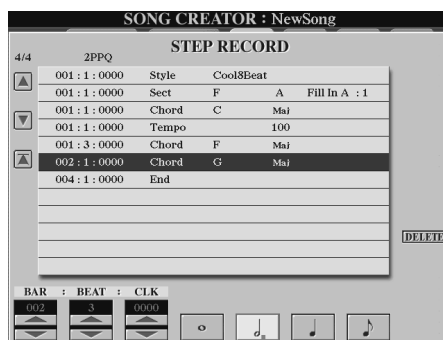 SONG CREATOR : NewSong
STEP RECORD
4/4 2PPQ
001 : 1 : 0000 Style Cool8Beat
001 : 1 : 0000 Sect F A Fill In A : 1
001 : 1 : 0000 Chord C Maj
001 : 1 : 0000 Tempo 100
001 : 3 : 0000 Chord F Maj
002 : 1 : 0000 Chord G Maj
004 : 1 : 0000 End
DELETE
BAR : BEAT : CLK
002 3 0000